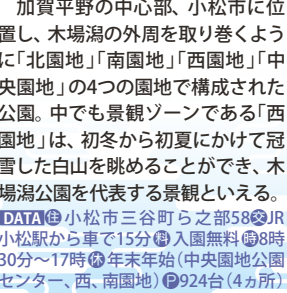 加賀平野の中心部、小松市に位
置し、木場潟の外周を取り巻くよう
に「北園地」「南園地」「西園地」「中
央園地」の4つの園地で構成された
公園。中でも景観ゾーンである「西
園地」は、初冬から初夏にかけて冠
雪した白山を眺めることができ、木
場潟公園を代表する景観といえる。
DATA 住小松市三谷町ら之部58 交JR
小松駅から車で15分 料入園無料 時8時
30分～17時 休年末年始(中央園地公園
センター、西、南園地) P924台(4ヵ所)